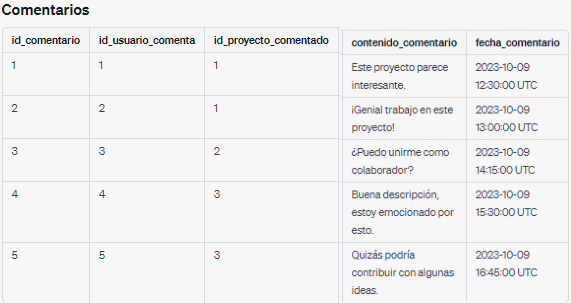 Comentarios
id_comentario id_usuario_comenta id_proyecto_comentado contenido_comentario fecha_comentario
1 1 1 Este proyecto parece 2023-10-09
interesante. 12:30:00 UTC
2 2 1 ¡Genial trabajo en este 2023-10-09
proyecto! 13:00:00 UTC
3 3 2 ¿Puedo unirme como 2023-10-09
colaborador? 14:15:00 UTC
4 4 3 Buena descripción, 2023-10-09
estoy emocionado por 15:30:00 UTC
esto.
5 5 3 Quizás podría 2023-10-09
contribuir con algunas 16:45:00 UTC
ideas.